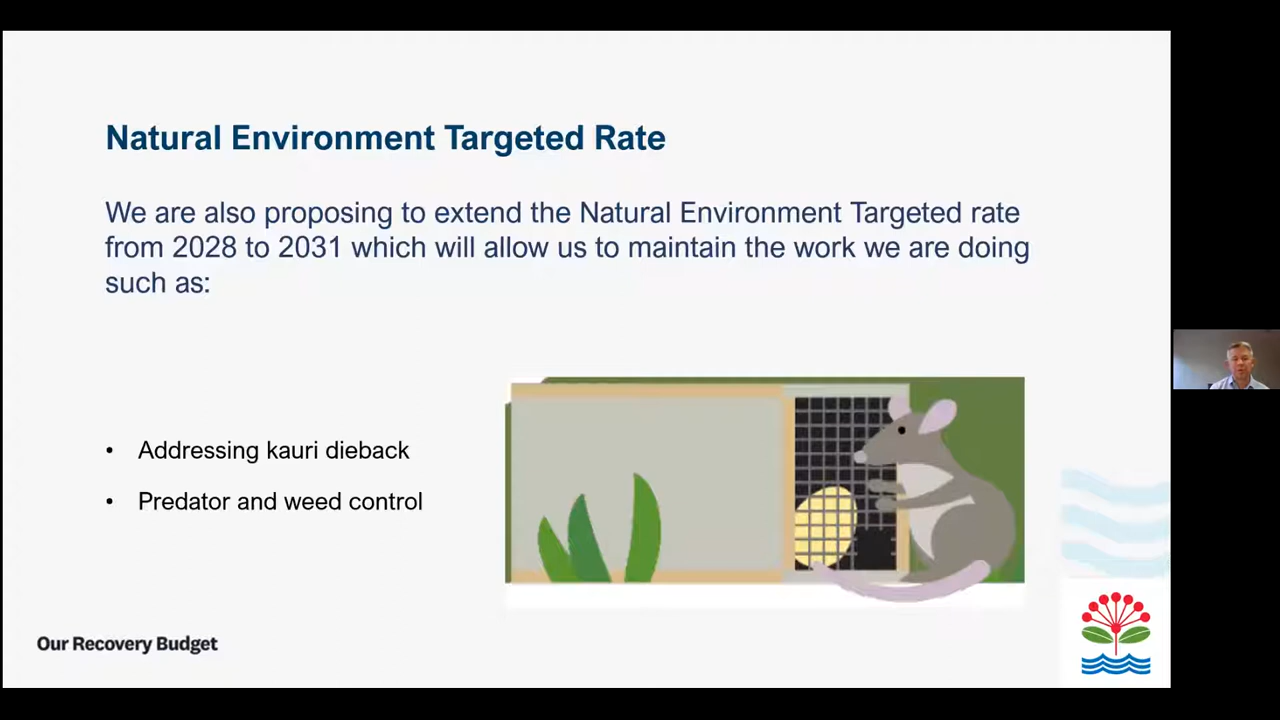 Natural Environment Targeted Rate
We are also proposing to extend the Natural Environment Targeted rate
from 2028 to 2031 which will allow us to maintain the work we are doing
such as:
• Addressing kauri dieback
• Predator and weed control
Our Recovery Budget